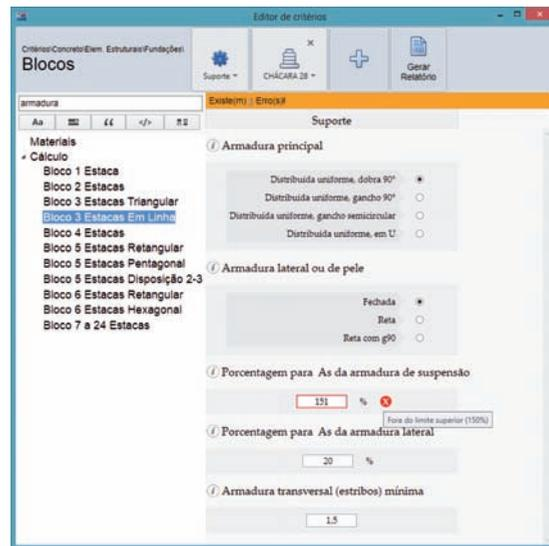 Editor de critérios
Critérios\Concreto\Elem. Estruturais\Fundações\
Blocos
Suporte
CHÁCARA 28
Gerar Relatório
armadura
Aa
Existe(m) 1 Erro(s)!
Suporte
Materiais
Cálculo
Bloco 1 Estaca
Bloco 2 Estacas
Bloco 3 Estacas Triangular
Bloco 3 Estacas Em Linha
Bloco 4 Estacas
Bloco 5 Estacas Retangular
Bloco 5 Estacas Pentagonal
Bloco 5 Estacas Disposição 2-3
Bloco 6 Estacas Retangular
Bloco 6 Estacas Hexagonal
Bloco 7 a 24 Estacas
Armadura principal
Distribuida uniforme, dobra 90°
Distribuida uniforme, gancho 90°
Distribuida uniforme, gancho semicircular
Distribuida uniforme, em U
Armadura lateral ou de pele
Fechada
Reta
Reta com g90
Porcentagem para As da armadura de suspensão
151 %
Fora do limite superior (150%)
Porcentagem para As da armadura lateral
20 %
Armadura transversal (estribos) mínima
1,5